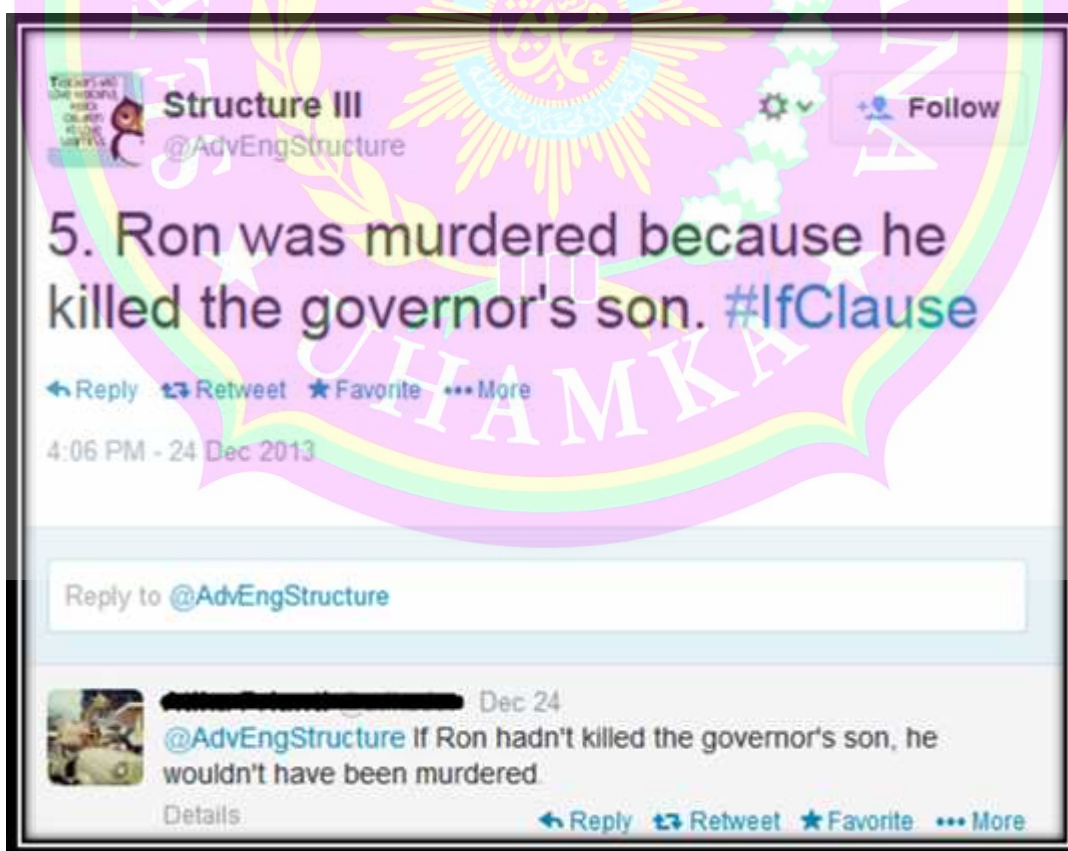 Structure III
@AdvEngStructure
Follow
5. Ron was murdered because he
killed the governor's son. #IfClause
Reply Retweet Favorite More
4:06 PM - 24 Dec 2013
UHAMKA
Reply to @AdvEngStructure
Dec 24
@AdvEngStructure If Ron hadn't killed the governor's son, he
wouldn't have been murdered.
Details
Reply Retweet Favorite More